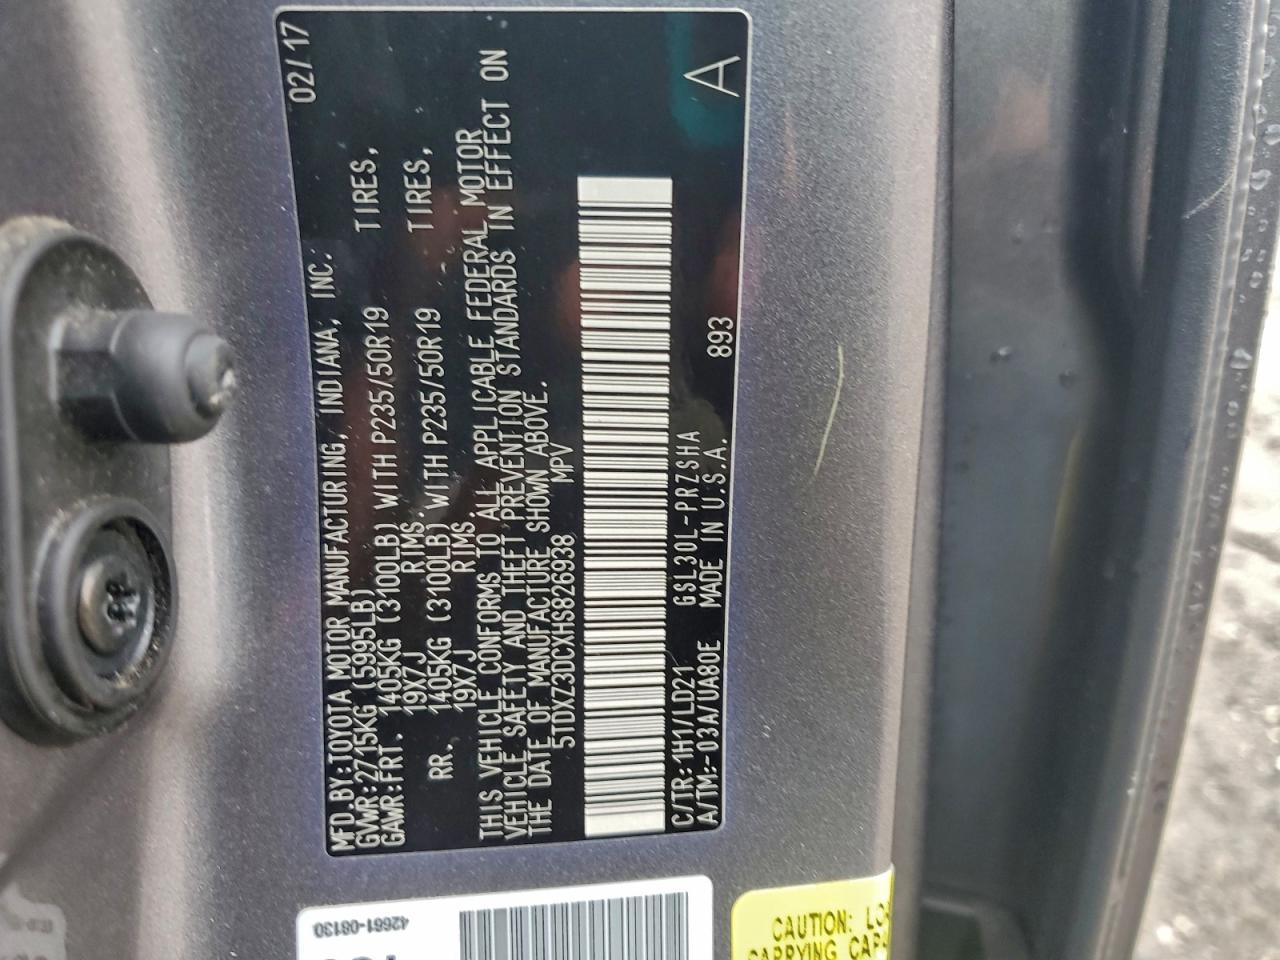 MFD.BY:TOYOTA MOTOR MANUFACTURING, INDIANA, INC. 02/17
GVWR:2715KG (5995LB)
GAWR:FRT. 1405KG (3100LB) WITH P235/50R19 TIRES,
19X7J RIMS.
RR. 1405KG (3100LB) WITH P235/50R19 TIRES,
19X7J RIMS.
THIS VEHICLE CONFORMS TO ALL APPLICABLE FEDERAL MOTOR
VEHICLE SAFETY AND THEFT PREVENTION STANDARDS IN EFFECT ON
THE DATE OF MANUFACTURE SHOWN ABOVE.
5TDXZ3DCXHS826938 MPV
C/TR:1H1/LD21 GSL30L-PRZSHA 893 A
A/TM:-03A/UA80E MADE IN U.S.A.
42661-08130
CAUTION:
CARRYING